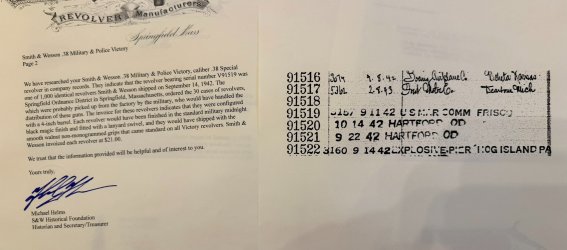 REVOLVER Manufacturers
Springfield, Mass
Smith & Wesson .38 Military & Police Victory
Page 2
We have researched your Smith & Wesson .38 Military & Police Victory, caliber .38 Special
revolver in company records. They indicate that the revolver bearing serial number V91519 was
one of 1,000 identical revolvers Smith & Wesson shipped on September 14, 1942. The
Springfield Ordnance District in Springfield, Massachusetts, ordered the 30 cases of revolvers,
which were probably picked up from the factory by the military, who would have handled the
distribution of these guns. The invoice for these revolvers indicates that they were configured
with a 4-inch barrel. Each revolver would have been finished in the standard military midnight
black magic finish and fitted with a lanyard swivel, and they would have shipped with the
smooth walnut non-monogrammed grips that came standard on all Victory revolvers. Smith &
Wesson invoiced each revolver at $21.00.
We trust that the information provided will be helpful and of interest to you.
Yours truly,
Michael Helms
S&W Historical Foundation
Historian and Secretary/Treasurer
91516
91517
91518
91519 9 11 42 US MAR COMM FRISCO
91520 10 14 42 HARTFORD OD
91521 9 22 42 HARTFORD OD
91522 3160 9 14 42 EXPLOSIVE-PIER HOG ISLAND PA